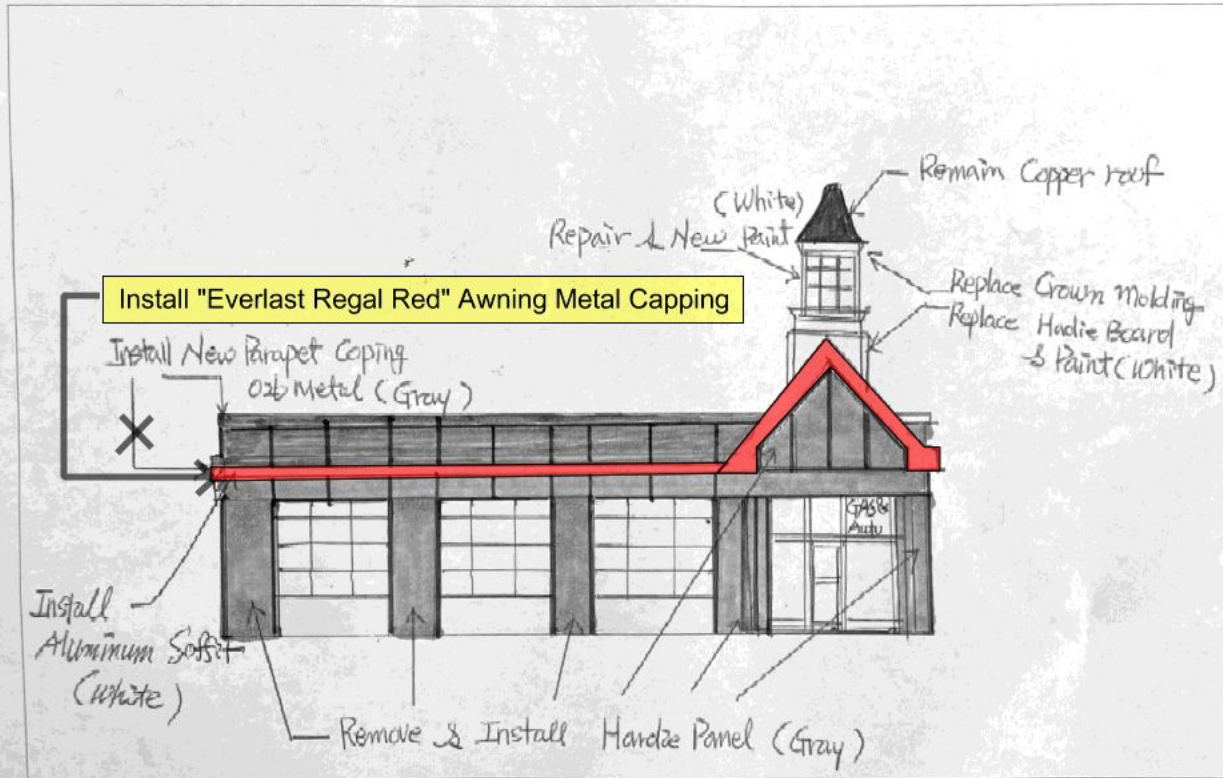 Remain Copper roof
(White)
Repair & New Paint
Replace Crown Molding
Replace Hadie Board
& Paint (White)
Install "Everlast Regal Red" Awning Metal Capping
Install New Parapet Coping
026 Metal (Gray)
GAS &
Auto
Install
Aluminum Soffit
(White)
Remove & Install Hardie Panel (Gray)